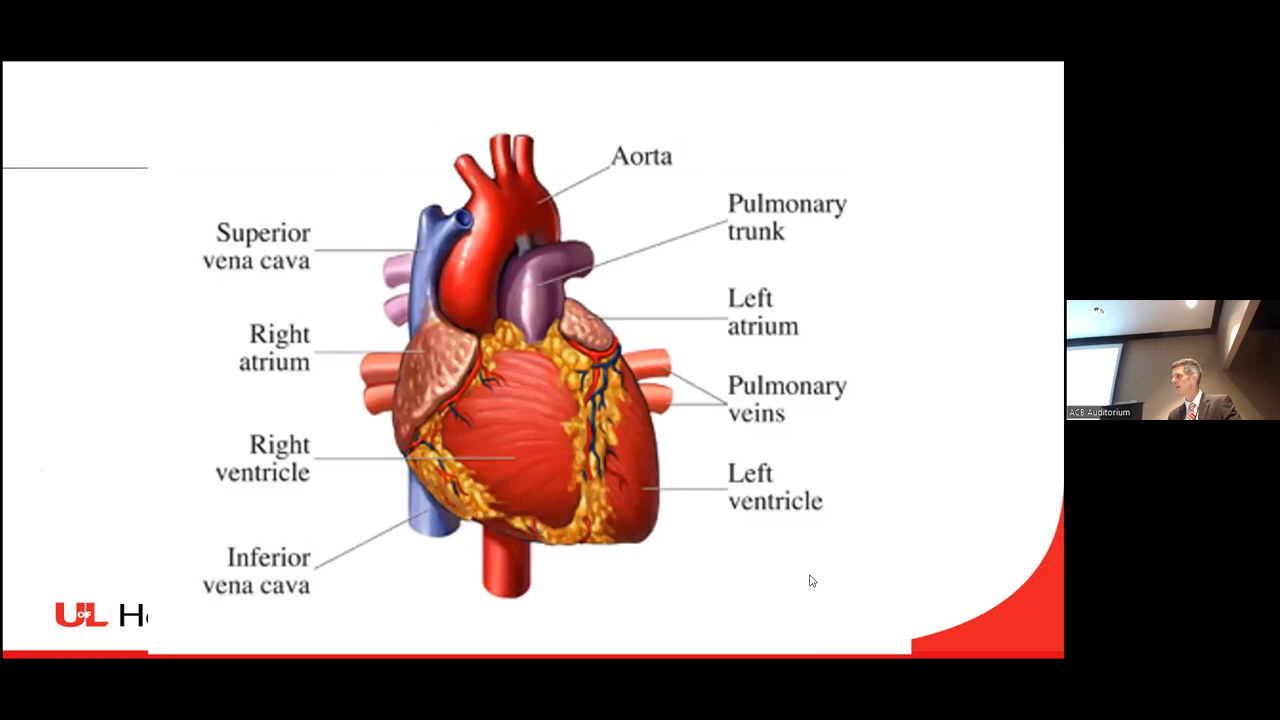 Aorta
Pulmonary
trunk
Superior
vena cava
Left
atrium
Right
atrium
Pulmonary
veins
Right
ventricle
Left
ventricle
Inferior
vena cava
UofL He
ACB Auditorium